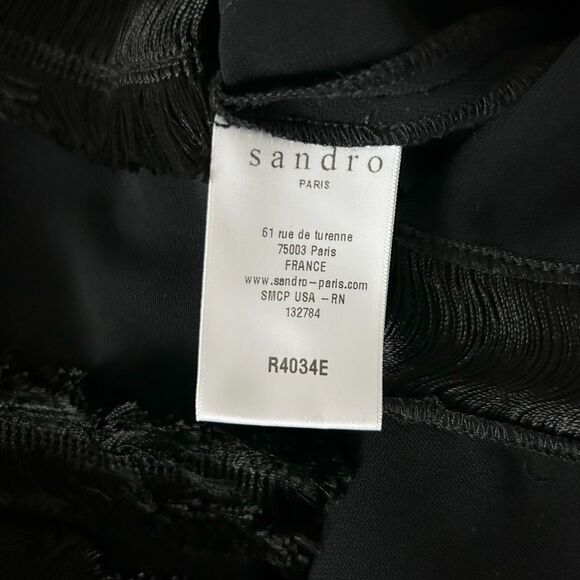 sandro
PARIS
61 rue de turenne
75003 Paris
FRANCE
www.sandro-paris.com
SMCP USA -RN
132784
R4034E